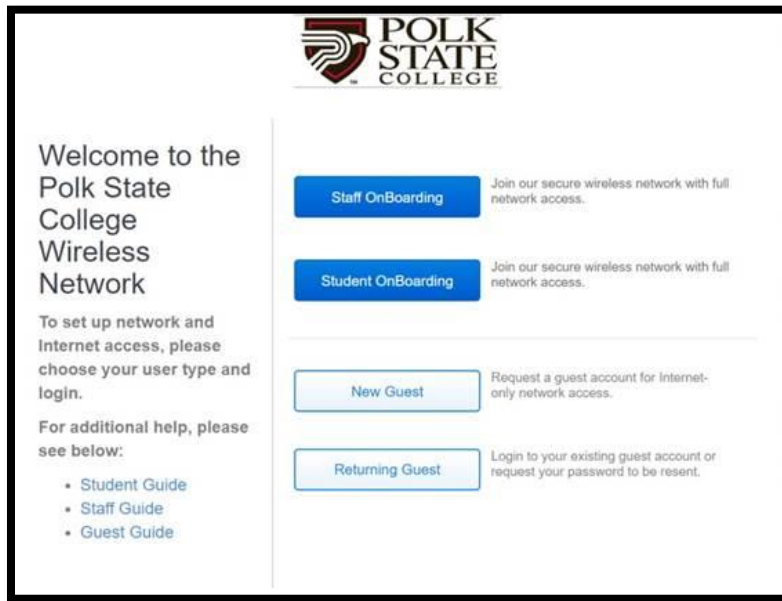 POLK
STATE
COLLEGE
Welcome to the
Polk State
College
Wireless
Network
To set up network and
Internet access, please
choose your user type and
login.
For additional help, please
see below:
Student Guide
Staff Guide
Guest Guide
Staff OnBoarding
Join our secure wireless network with full
network access.
Student OnBoarding
Join our secure wireless network with full
network access.
New Guest
Request a guest account for Internet-
only network access.
Returning Guest
Login to your existing guest account or
request your password to be resent.